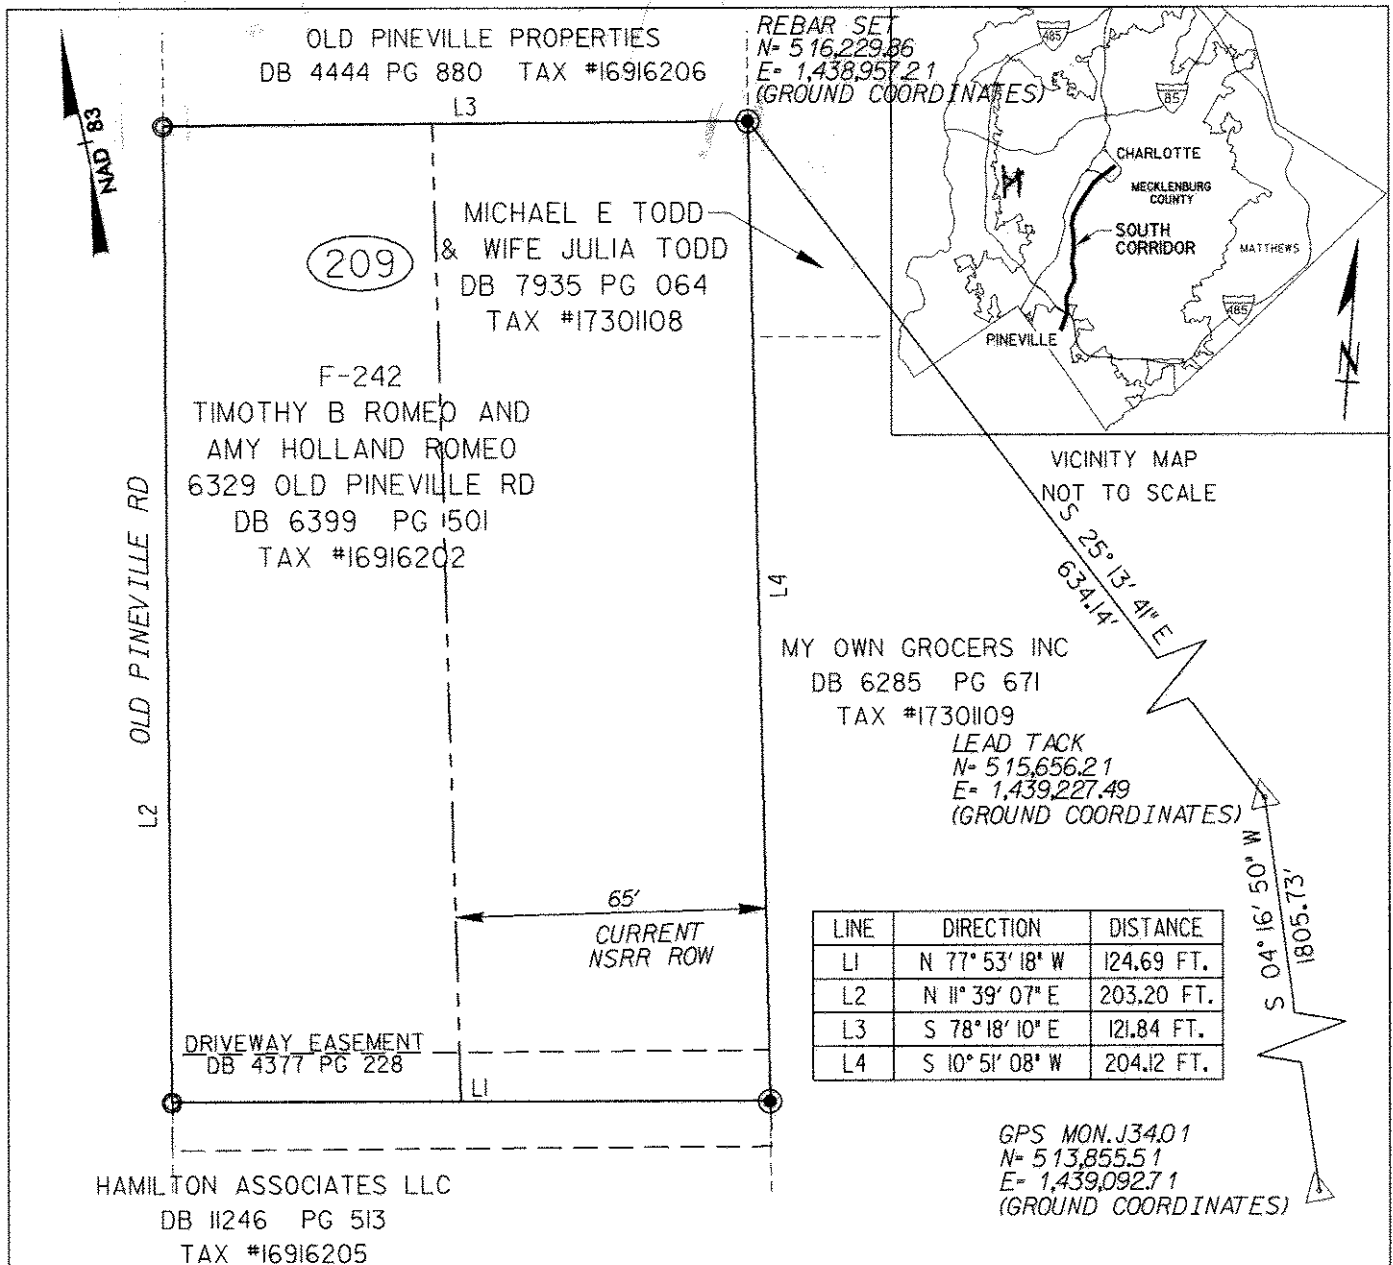 OLD PINEVILLE PROPERTIES
DB 4444 PG 880 TAX #16916206
L3
REBAR SET
N= 516,229.86
E= 1,438,957.21
(GROUND COORDINATES)
NAD 83
485
85
CHARLOTTE
MECKLENBURG
COUNTY
SOUTH
CORRIDOR
MATTHEWS
485
PINEVILLE
N
VICINITY MAP
NOT TO SCALE
209
MICHAEL E TODD
& WIFE JULIA TODD
DB 7935 PG 064
TAX #17301108
F-242
TIMOTHY B ROMEO AND
AMY HOLLAND ROMEO
6329 OLD PINEVILLE RD
DB 6399 PG 501
TAX #16916202
L2 OLD PINEVILLE RD
L4
S 25° 13' 41" E
634.14'
MY OWN GROCERS INC
DB 6285 PG 671
TAX #17301109
LEAD TACK
N= 515,656.21
E= 1,439,227.49
(GROUND COORDINATES)
S 04° 16' 50" W
1805.73'
65'
CURRENT
NSRR ROW
LINE DIRECTION DISTANCE
L1 N 77° 53' 18" W 124.69 FT.
L2 N 11° 39' 07" E 203.20 FT.
L3 S 78° 18' 10" E 121.84 FT.
L4 S 10° 51' 08" W 204.12 FT.
DRIVEWAY EASEMENT
DB 4377 PG 228
L1
GPS MON. J34.01
N= 513,855.51
E= 1,439,092.71
(GROUND COORDINATES)
HAMILTON ASSOCIATES LLC
DB 11246 PG 513
TAX #16916205